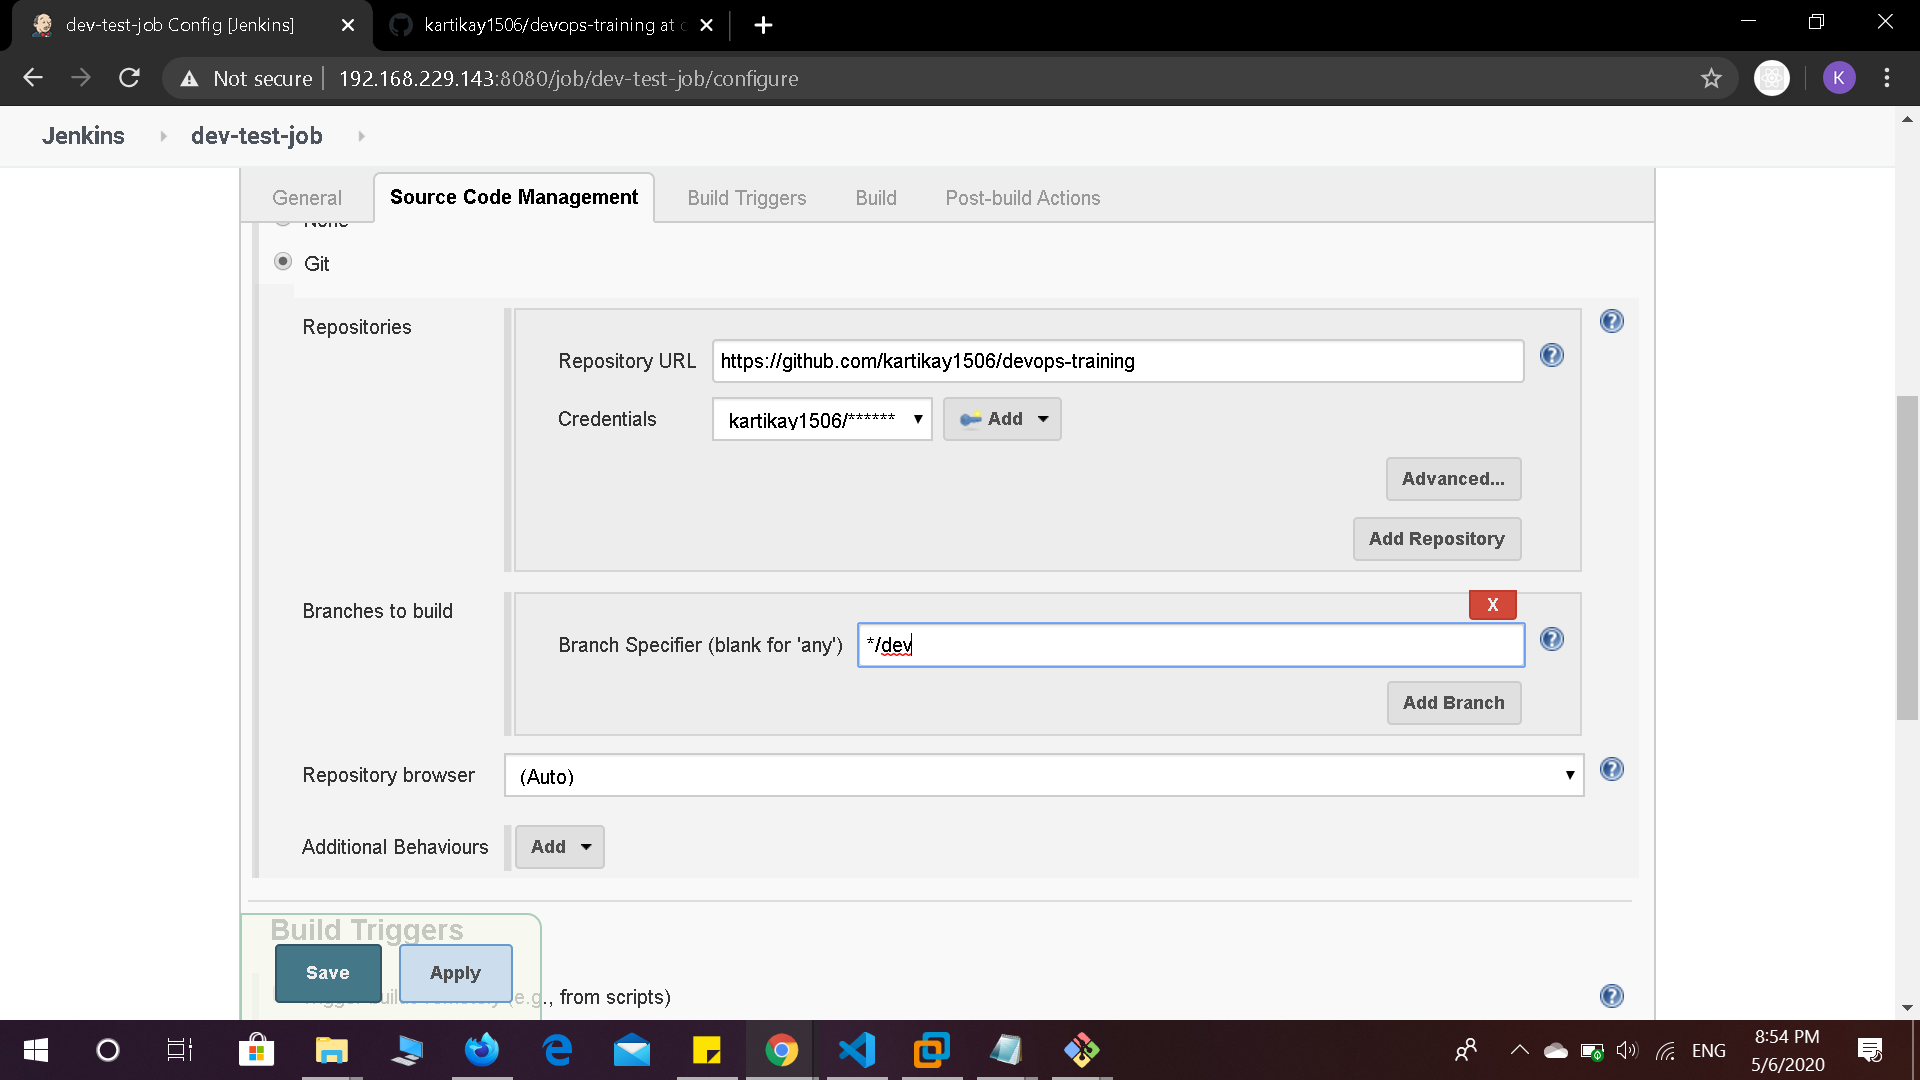 dev-test-job Config [Jenkins]
kartikay1506/devops-training at
Not secure
192.168.229.143:8080/job/dev-test-job/configure
K
Jenkins
dev-test-job
General
Source Code Management
Build Triggers
Build
Post-build Actions
None
Git
Repositories
Repository URL
https://github.com/kartikay1506/devops-training
Credentials
kartikay1506/******
Add
Advanced...
Add Repository
Branches to build
X
Branch Specifier (blank for 'any')
*/dev
Add Branch
Repository browser
(Auto)
Additional Behaviours
Add
Build Triggers
Save
Apply
(e.g., from scripts)
ENG
8:54 PM
5/6/2020